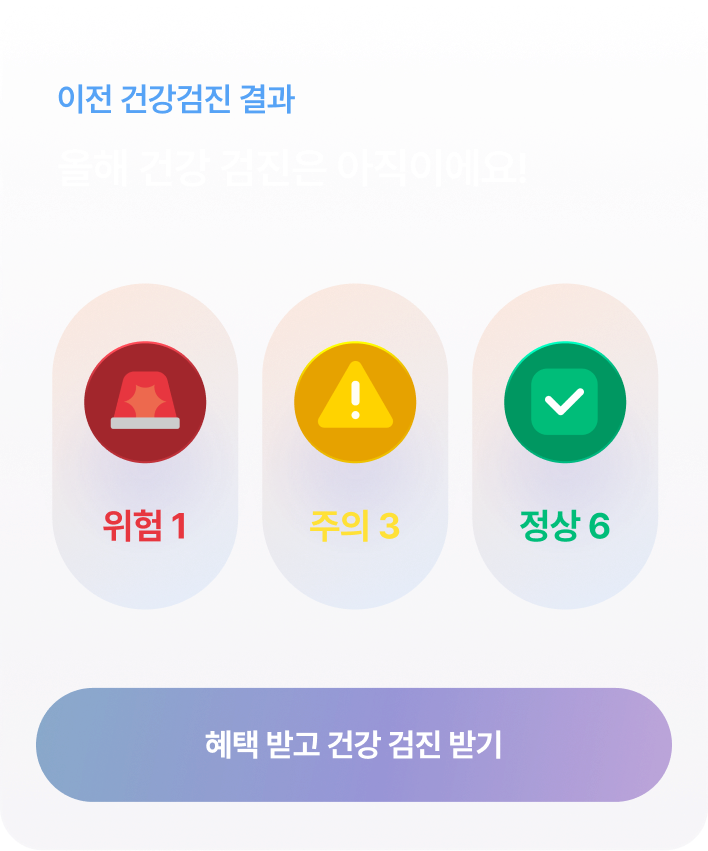 이전 건강검진 결과
올해 건강 검진은 아직이에요!
위험 1
주의 3
정상 6
혜택 받고 건강 검진 받기